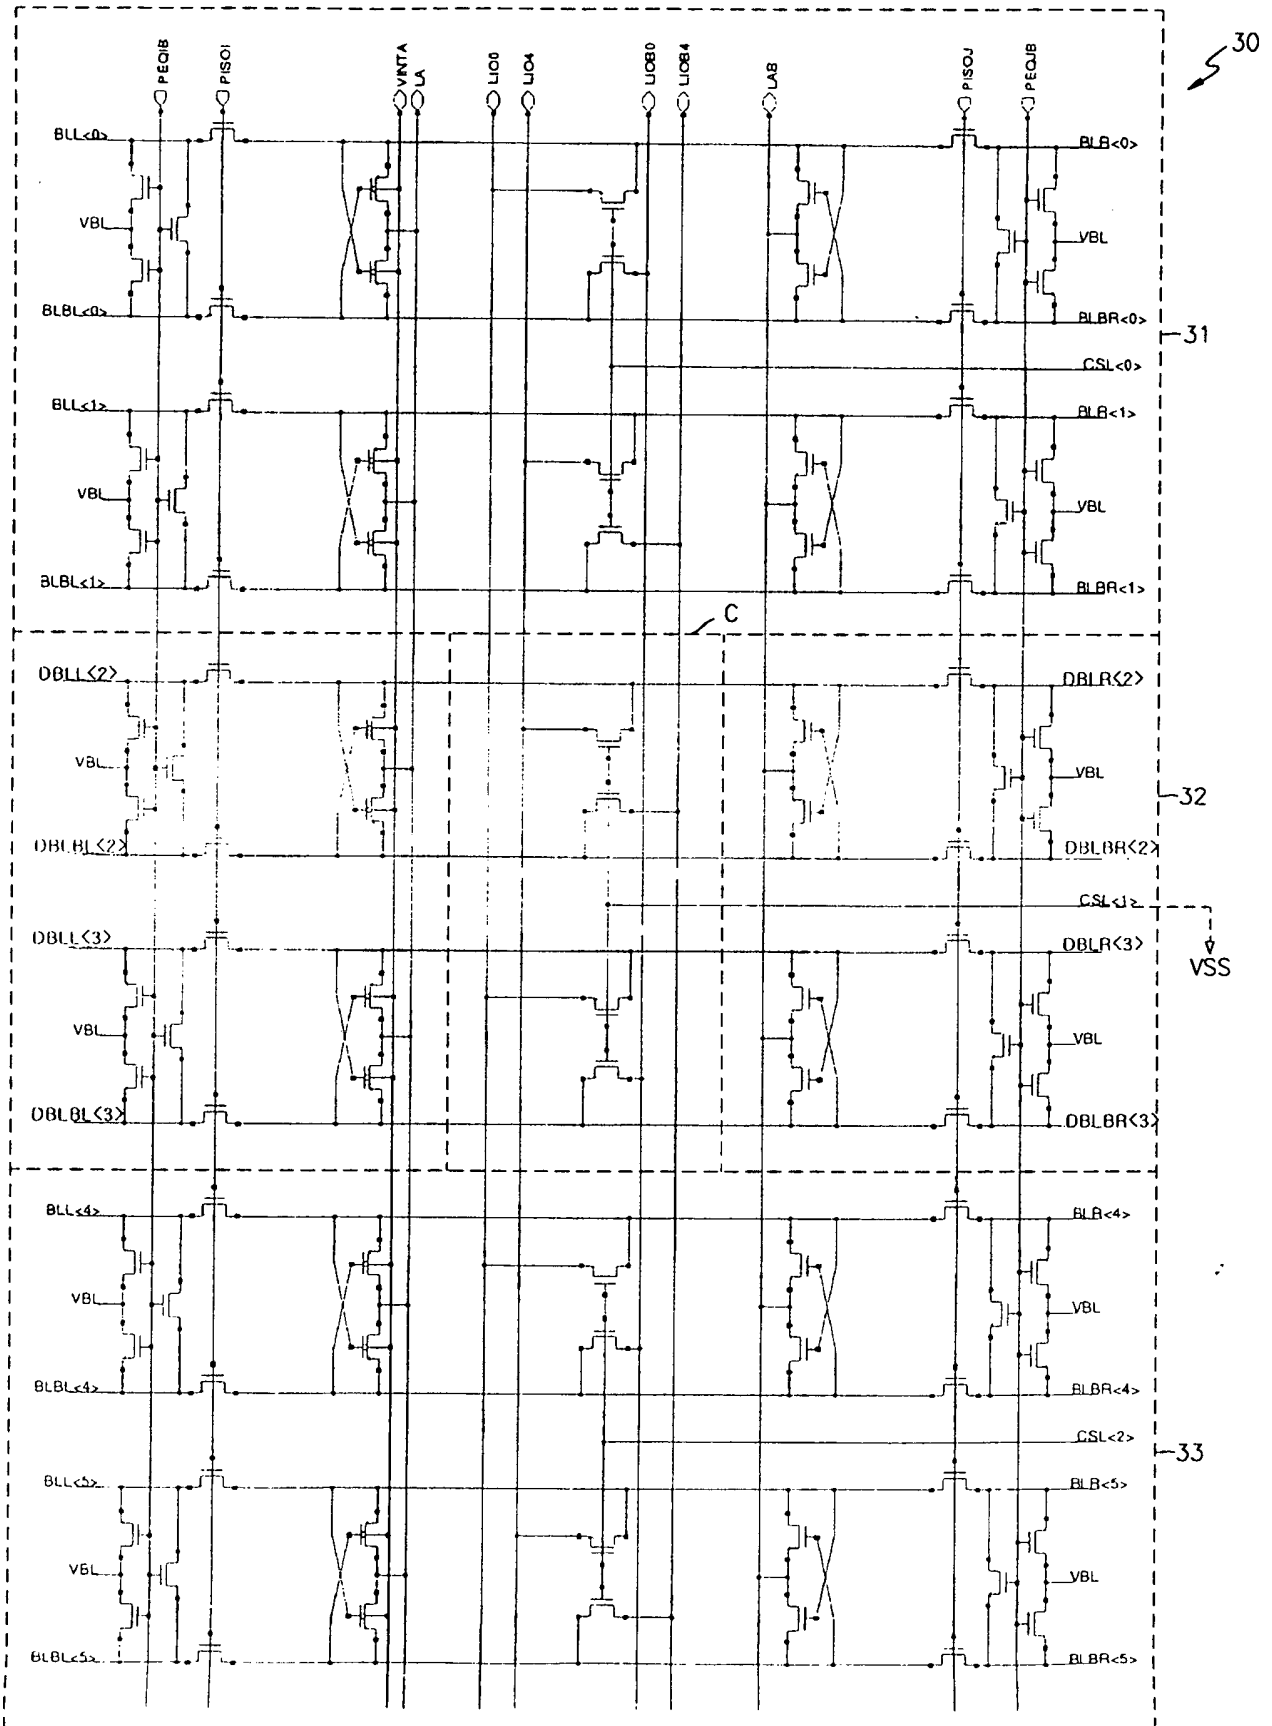 30
PEQIB PISOI VINTA LA LIO0 LIO4 LIOB0 LIOB4 LAB PISOJ PEQJB
BLL<0> BLR<0>
VBL VBL
BLBL<0> BLBR<0>
31
CSL<0>
BLL<1> BLR<1>
VBL VBL
BLBL<1> BLBR<1>
C
DBLL<2> DBLR<2>
VBL VBL
32
DBLBL<2> DBLBR<2>
CSL<1>
DBLL<3> DBLR<3>
VSS
VBL VBL
DBLBL<3> DBLBR<3>
BLL<4> BLR<4>
VBL VBL
BLBL<4> BLBR<4>
CSL<2>
33
BLL<5> BLR<5>
VBL VBL
BLBL<5> BLBR<5>